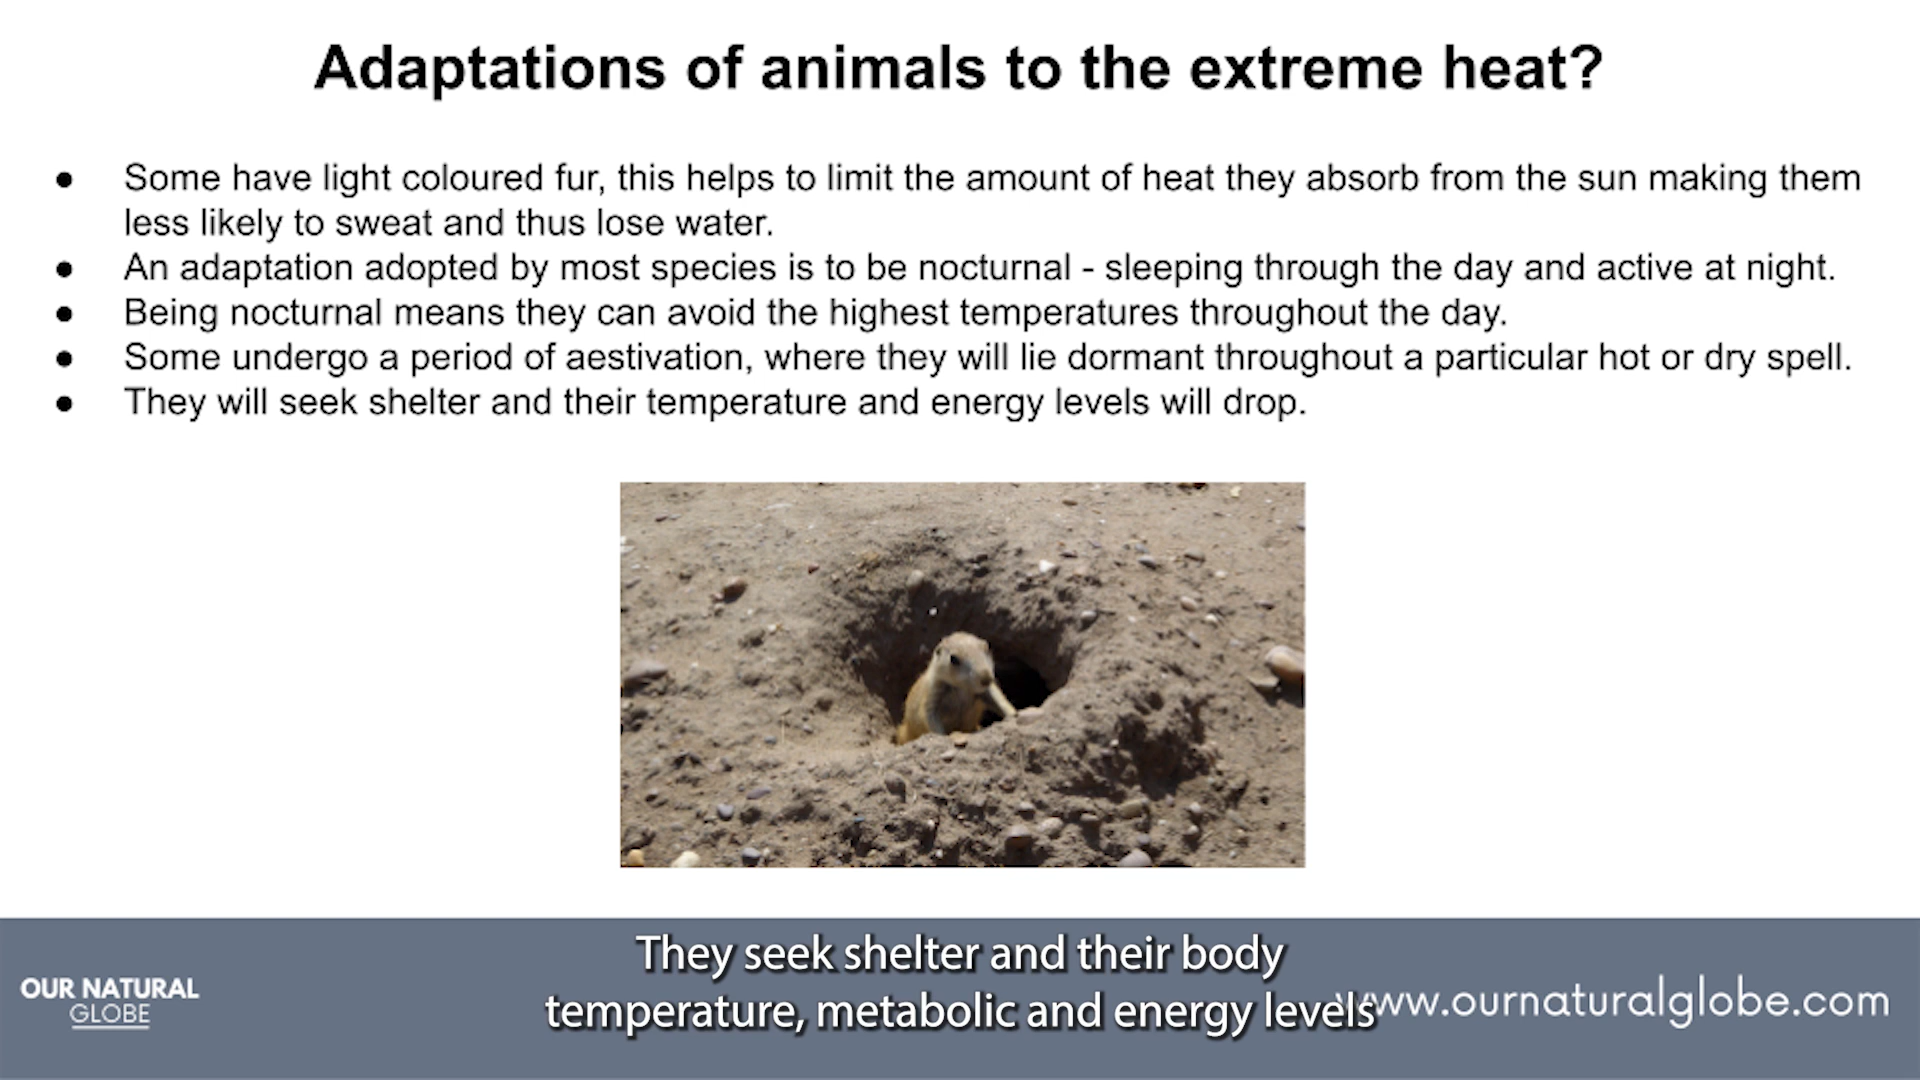 Adaptations of animals to the extreme heat?
● Some have light coloured fur, this helps to limit the amount of heat they absorb from the sun making them
less likely to sweat and thus lose water.
● An adaptation adopted by most species is to be nocturnal - sleeping through the day and active at night.
● Being nocturnal means they can avoid the highest temperatures throughout the day.
● Some undergo a period of aestivation, where they will lie dormant throughout a particular hot or dry spell.
● They will seek shelter and their temperature and energy levels will drop.
They seek shelter and their body
temperature, metabolic and energy levels
OUR NATURAL
GLOBE
www.ournaturalglobe.com